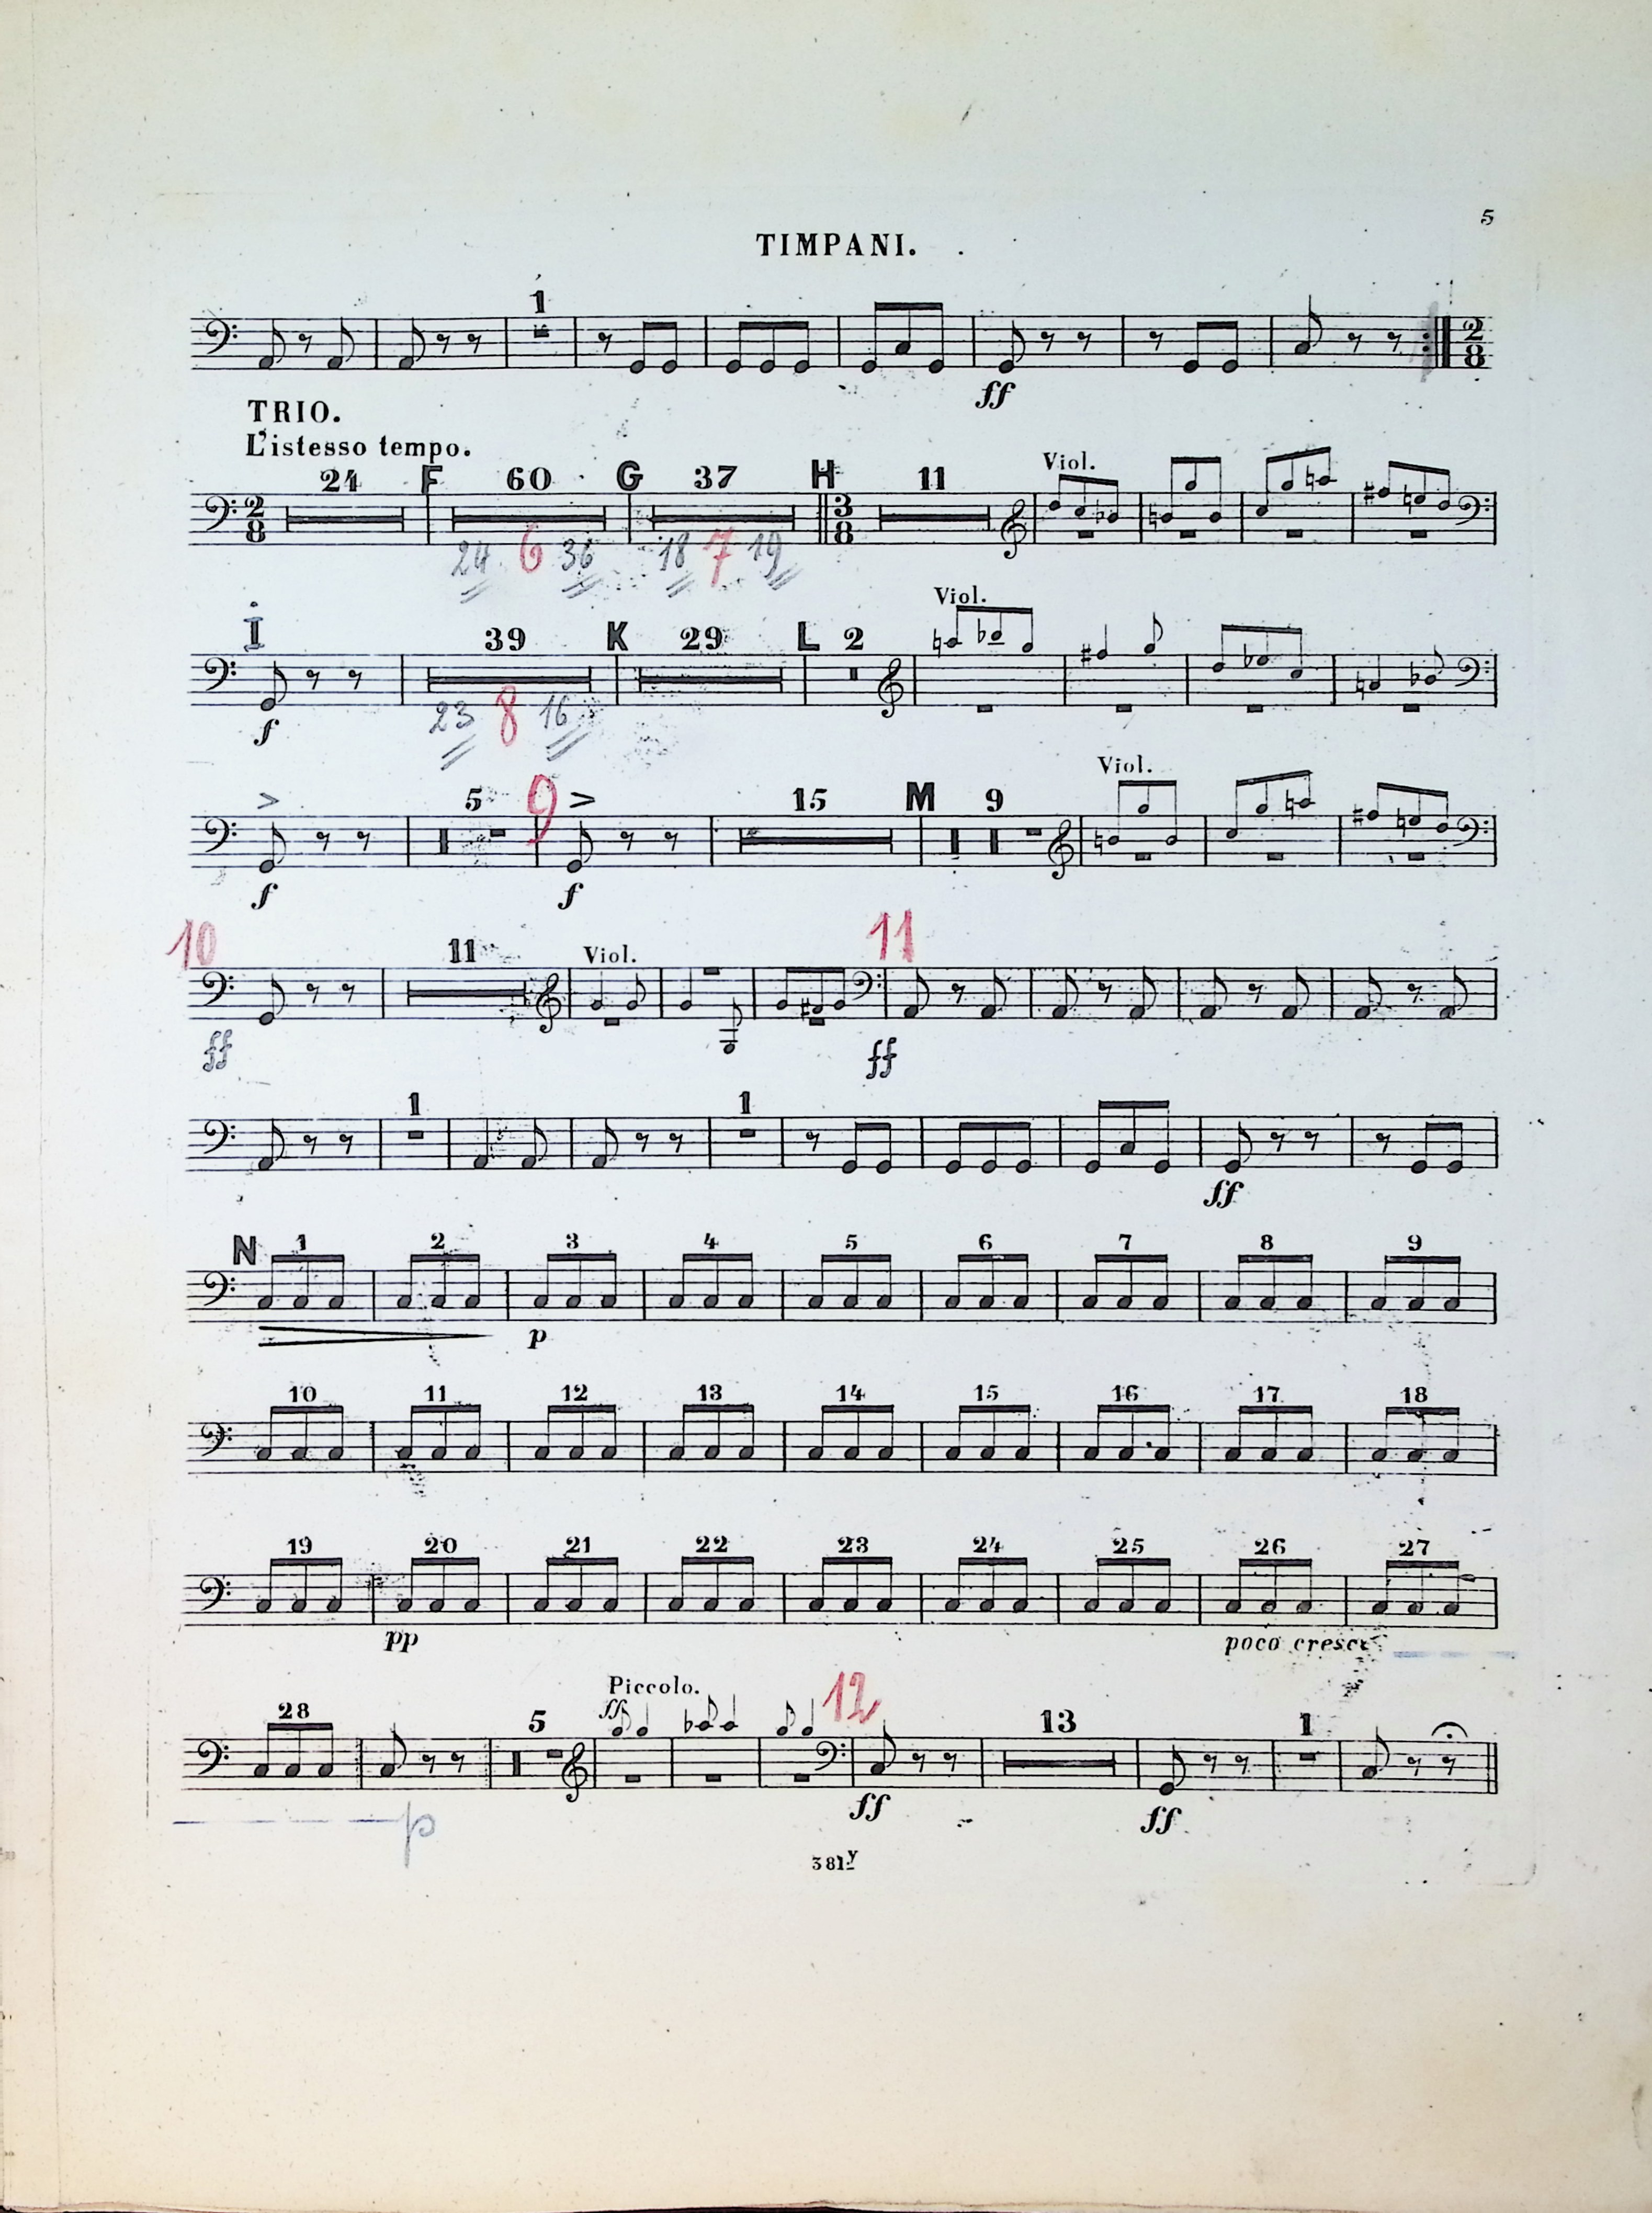 5
TIMPANI.
1
ff
2 8
TRIO.
L'istesso tempo.
24 F 60 G 37 H 11 Viol.
2 8 3 8
24 6 36 18 7 19
I 39 K 29 L 2 Viol.
f 23 8 16
5 9 15 M 9 Viol.
f f
10 11 Viol. 11
ff ff
1 1
ff
N 1 2 3 4 5 6 7 8 9
p
10 11 12 13 14 15 16 17 18
19 20 21 22 23 24 25 26 27
pp poco cresc.
28 5 Piccolo. ff 12 13 1
p ff ff
381y